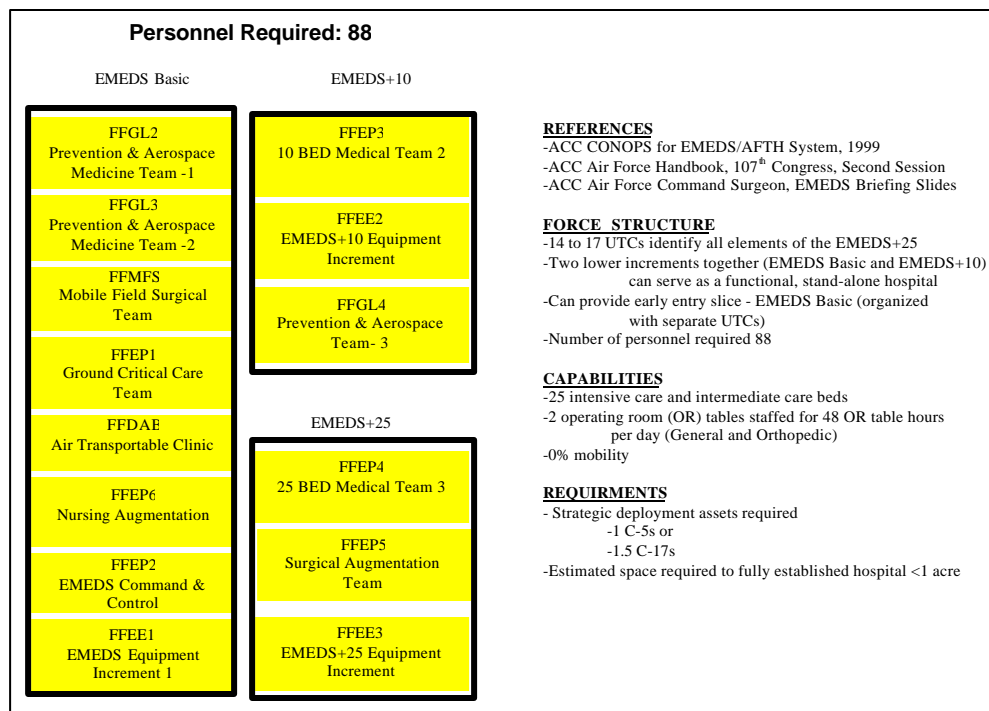 Personnel Required: 88
EMEDS Basic
FFGL2
Prevention & Aerospace
Medicine Team -1
FFGL3
Prevention & Aerospace
Medicine Team -2
FFMFS
Mobile Field Surgical
Team
FFEP1
Ground Critical Care
Team
FFDAB
Air Transportable Clinic
FFEP6
Nursing Augmentation
FFEP2
EMEDS Command &
Control
FFEE1
EMEDS Equipment
Increment 1
EMEDS+10
FFEP3
10 BED Medical Team 2
FFEE2
EMEDS+10 Equipment
Increment
FFGL4
Prevention & Aerospace
Team- 3
EMEDS+25
FFEP4
25 BED Medical Team 3
FFEP5
Surgical Augmentation
Team
FFEE3
EMEDS+25 Equipment
Increment
REFERENCES
-ACC CONOPS for EMEDS/AFTH System, 1999
-ACC Air Force Handbook, 107th Congress, Second Session
-ACC Air Force Command Surgeon, EMEDS Briefing Slides
FORCE STRUCTURE
-14 to 17 UTCs identify all elements of the EMEDS+25
-Two lower increments together (EMEDS Basic and EMEDS+10)
can serve as a functional, stand-alone hospital
-Can provide early entry slice - EMEDS Basic (organized
with separate UTCs)
-Number of personnel required 88
CAPABILITIES
-25 intensive care and intermediate care beds
-2 operating room (OR) tables staffed for 48 OR table hours
per day (General and Orthopedic)
-0% mobility
REQUIRMENTS
- Strategic deployment assets required
-1 C-5s or
-1.5 C-17s
-Estimated space required to fully established hospital <1 acre